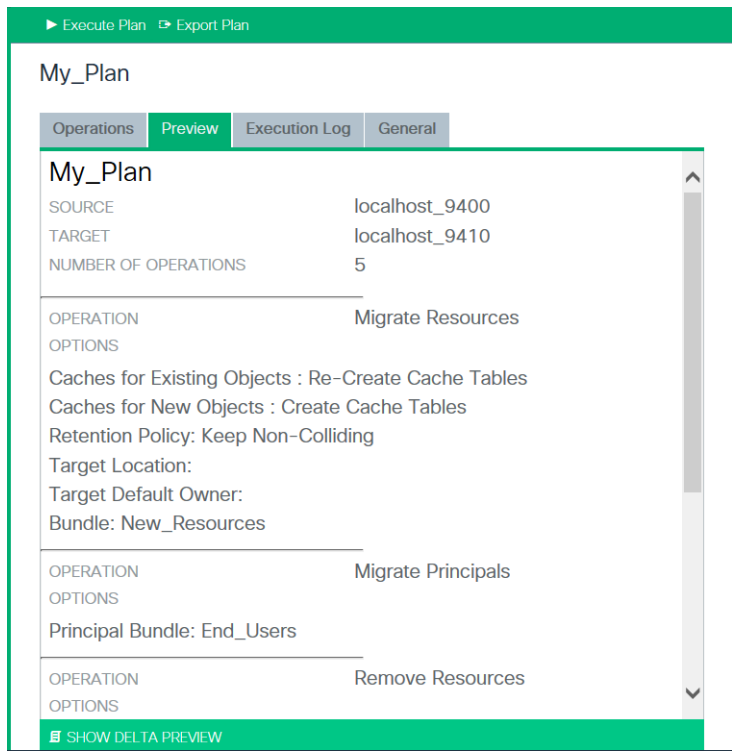 Execute Plan Export Plan
My_Plan
Operations Preview Execution Log General
My_Plan
SOURCE localhost_9400
TARGET localhost_9410
NUMBER OF OPERATIONS 5
OPERATION Migrate Resources
OPTIONS
Caches for Existing Objects : Re-Create Cache Tables
Caches for New Objects : Create Cache Tables
Retention Policy: Keep Non-Colliding
Target Location:
Target Default Owner:
Bundle: New_Resources
OPERATION Migrate Principals
OPTIONS
Principal Bundle: End_Users
OPERATION Remove Resources
OPTIONS
SHOW DELTA PREVIEW